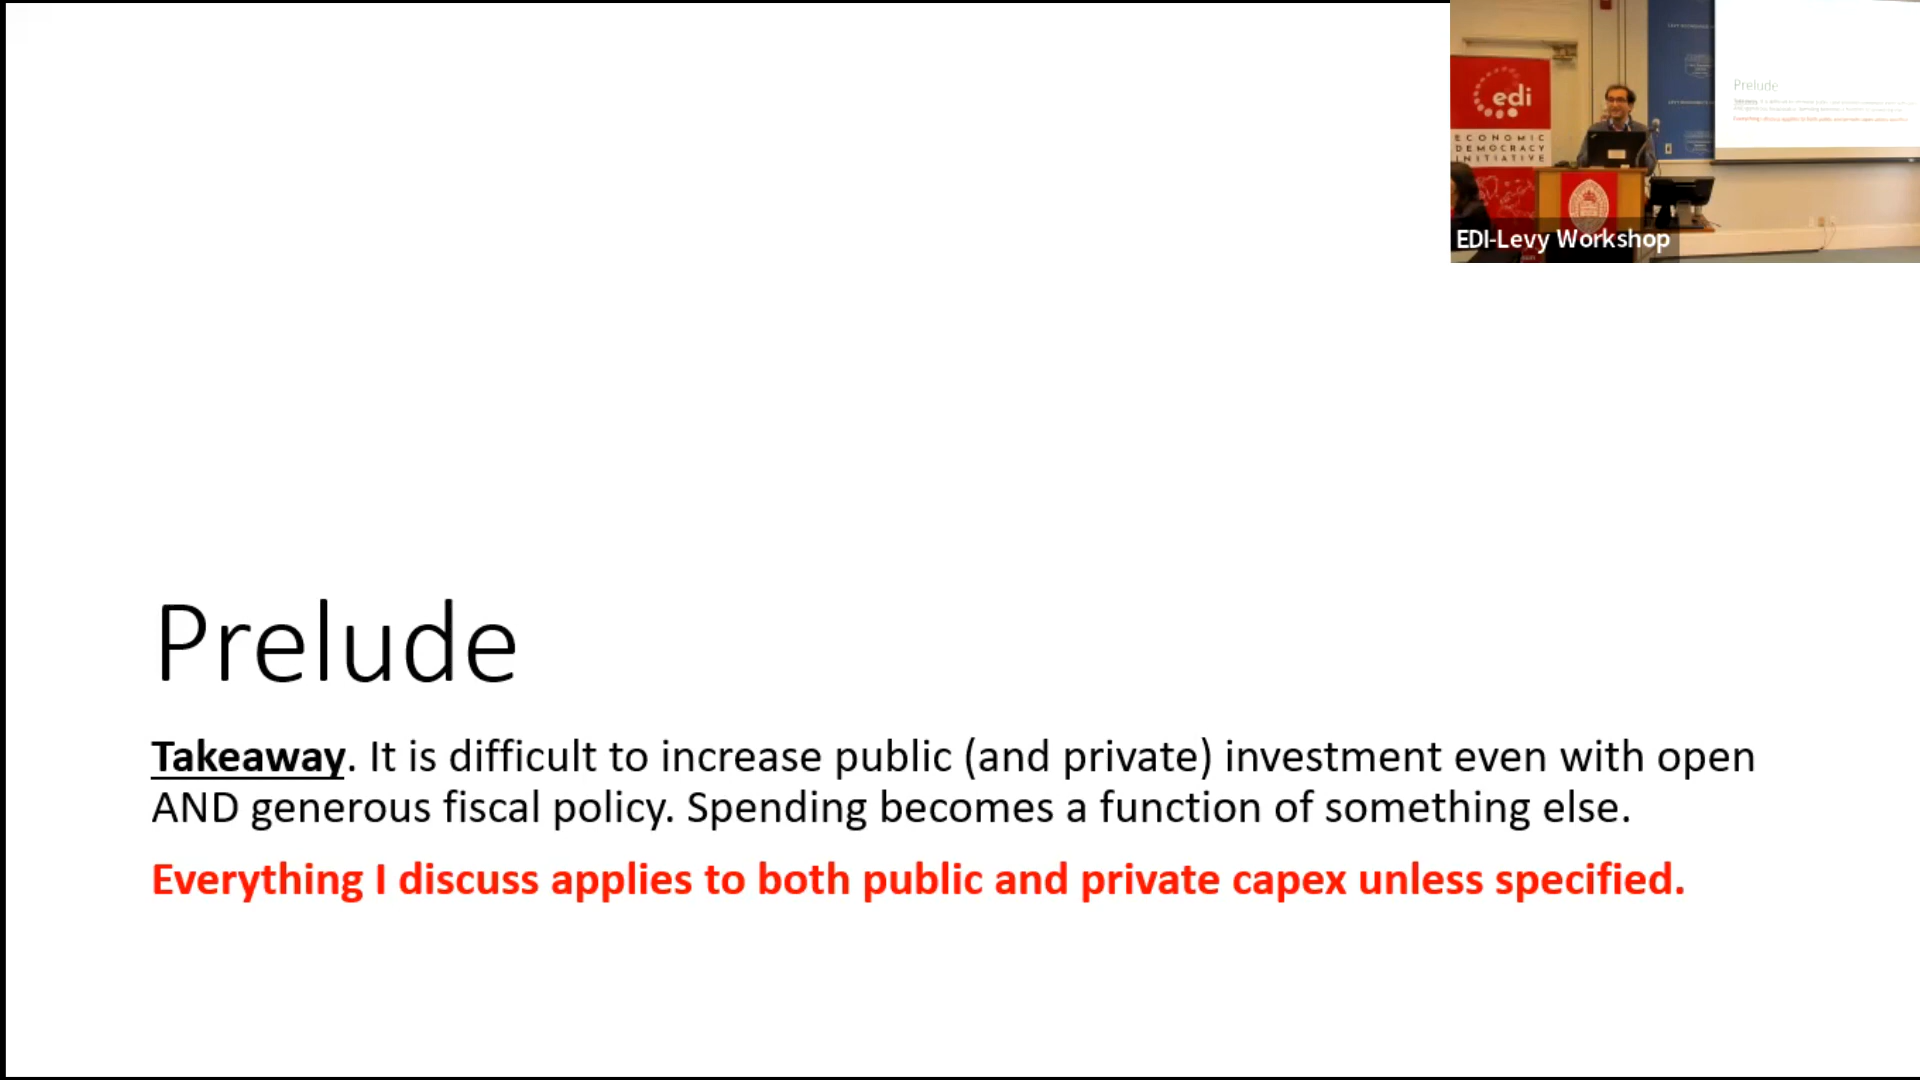 Prelude
Takeaway. It is difficult to increase public (and private) investment even with open
AND generous fiscal policy. Spending becomes a function of something else.
Everything I discuss applies to both public and private capex unless specified.
edi
ECONOMIC
DEMOCRACY
INITIATIVE
Prelude
EDI-Levy Workshop